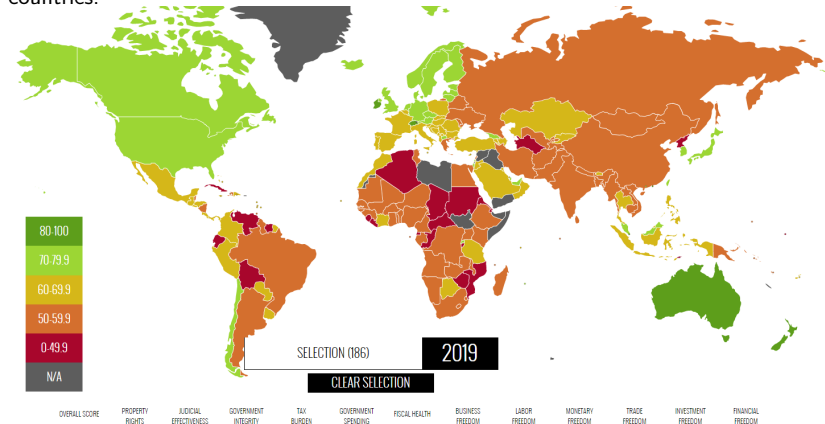 countries.
80-100
70-79.9
60-69.9
50-59.9
0-49.9
N/A
SELECTION (186)
2019
CLEAR SELECTION
OVERALL SCORE
PROPERTY
RIGHTS
JUDICIAL
EFFECTIVENESS
GOVERNMENT
INTEGRITY
TAX
BURDEN
GOVERNMENT
SPENDING
FISCAL HEALTH
BUSINESS
FREEDOM
LABOR
FREEDOM
MONETARY
FREEDOM
TRADE
FREEDOM
INVESTMENT
FREEDOM
FINANCIAL
FREEDOM